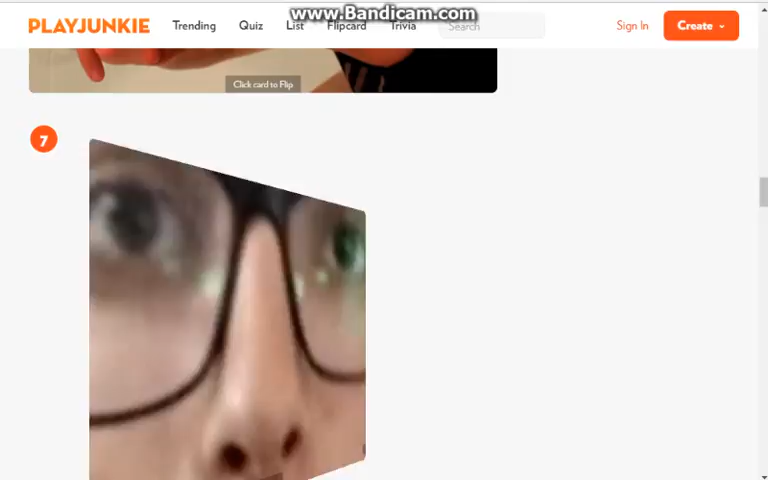 www.Bandicam.com
PLAYJUNKIE Trending Quiz List Flipcard Trivia Search Sign In Create
Click card to Flip
7